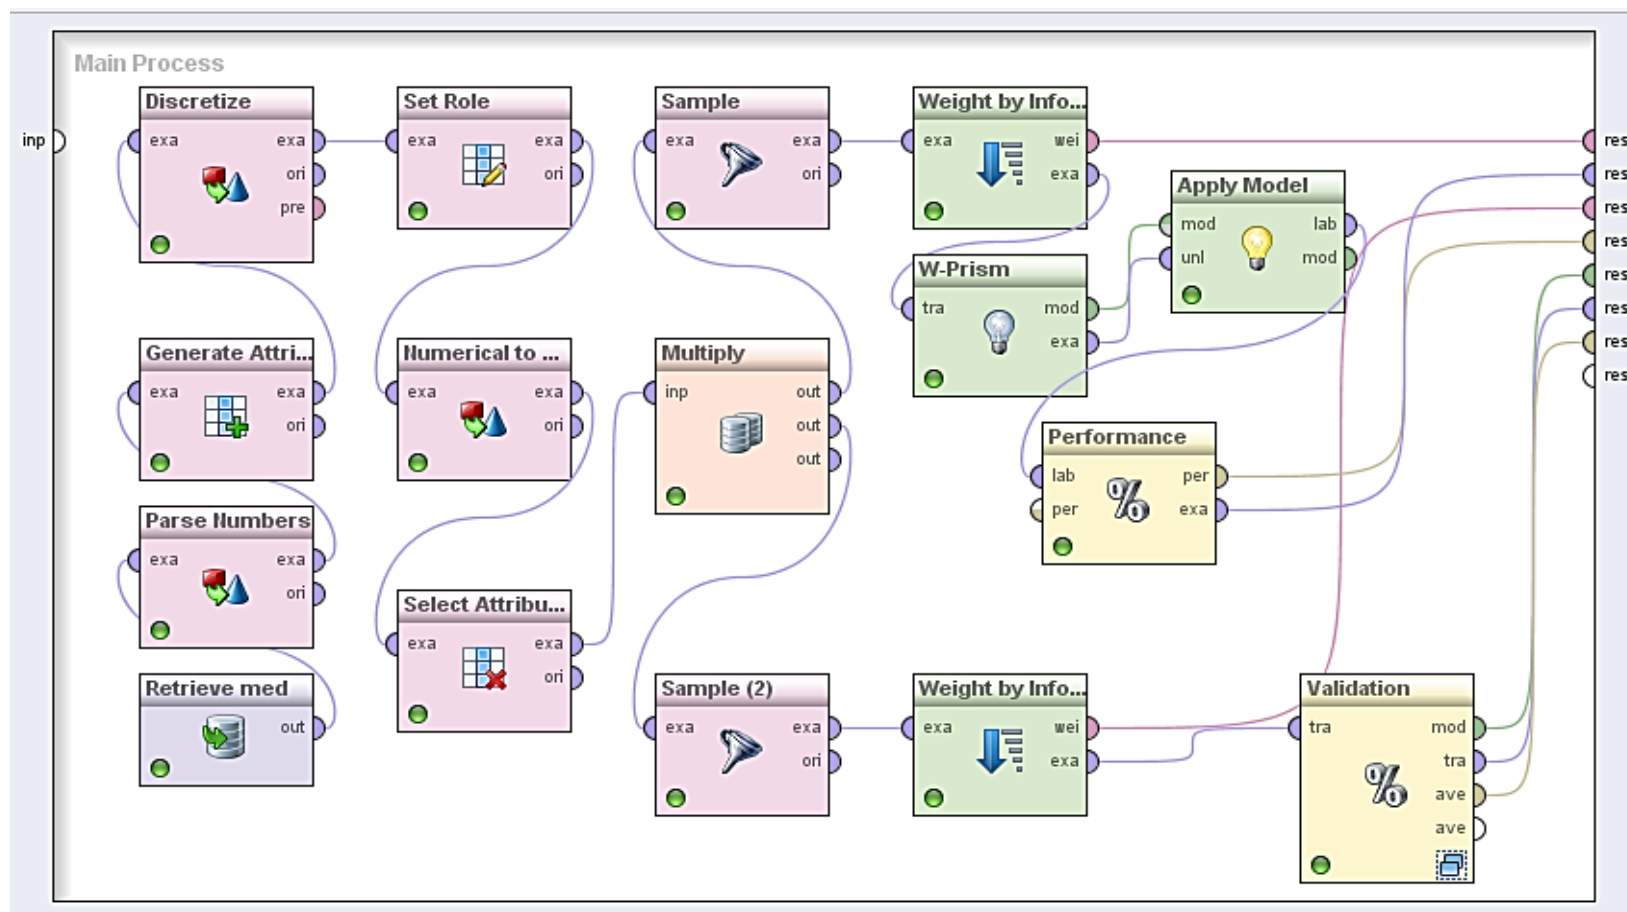 Main Process
inp
Discretize
exa exa
ori
pre
Set Role
exa exa
ori
Sample
exa exa
ori
Weight by Info...
exa wei
exa
Apply Model
mod lab
unl mod
W-Prism
tra mod
exa
Generate Attri...
exa exa
ori
Numerical to ...
exa exa
ori
Multiply
inp out
out
out
Performance
lab per
per exa
Parse Numbers
exa exa
ori
Select Attribu...
exa exa
ori
Retrieve med
out
Sample (2)
exa exa
ori
Weight by Info...
exa wei
exa
Validation
tra mod
tra
ave
ave
res
res
res
res
res
res
res
res